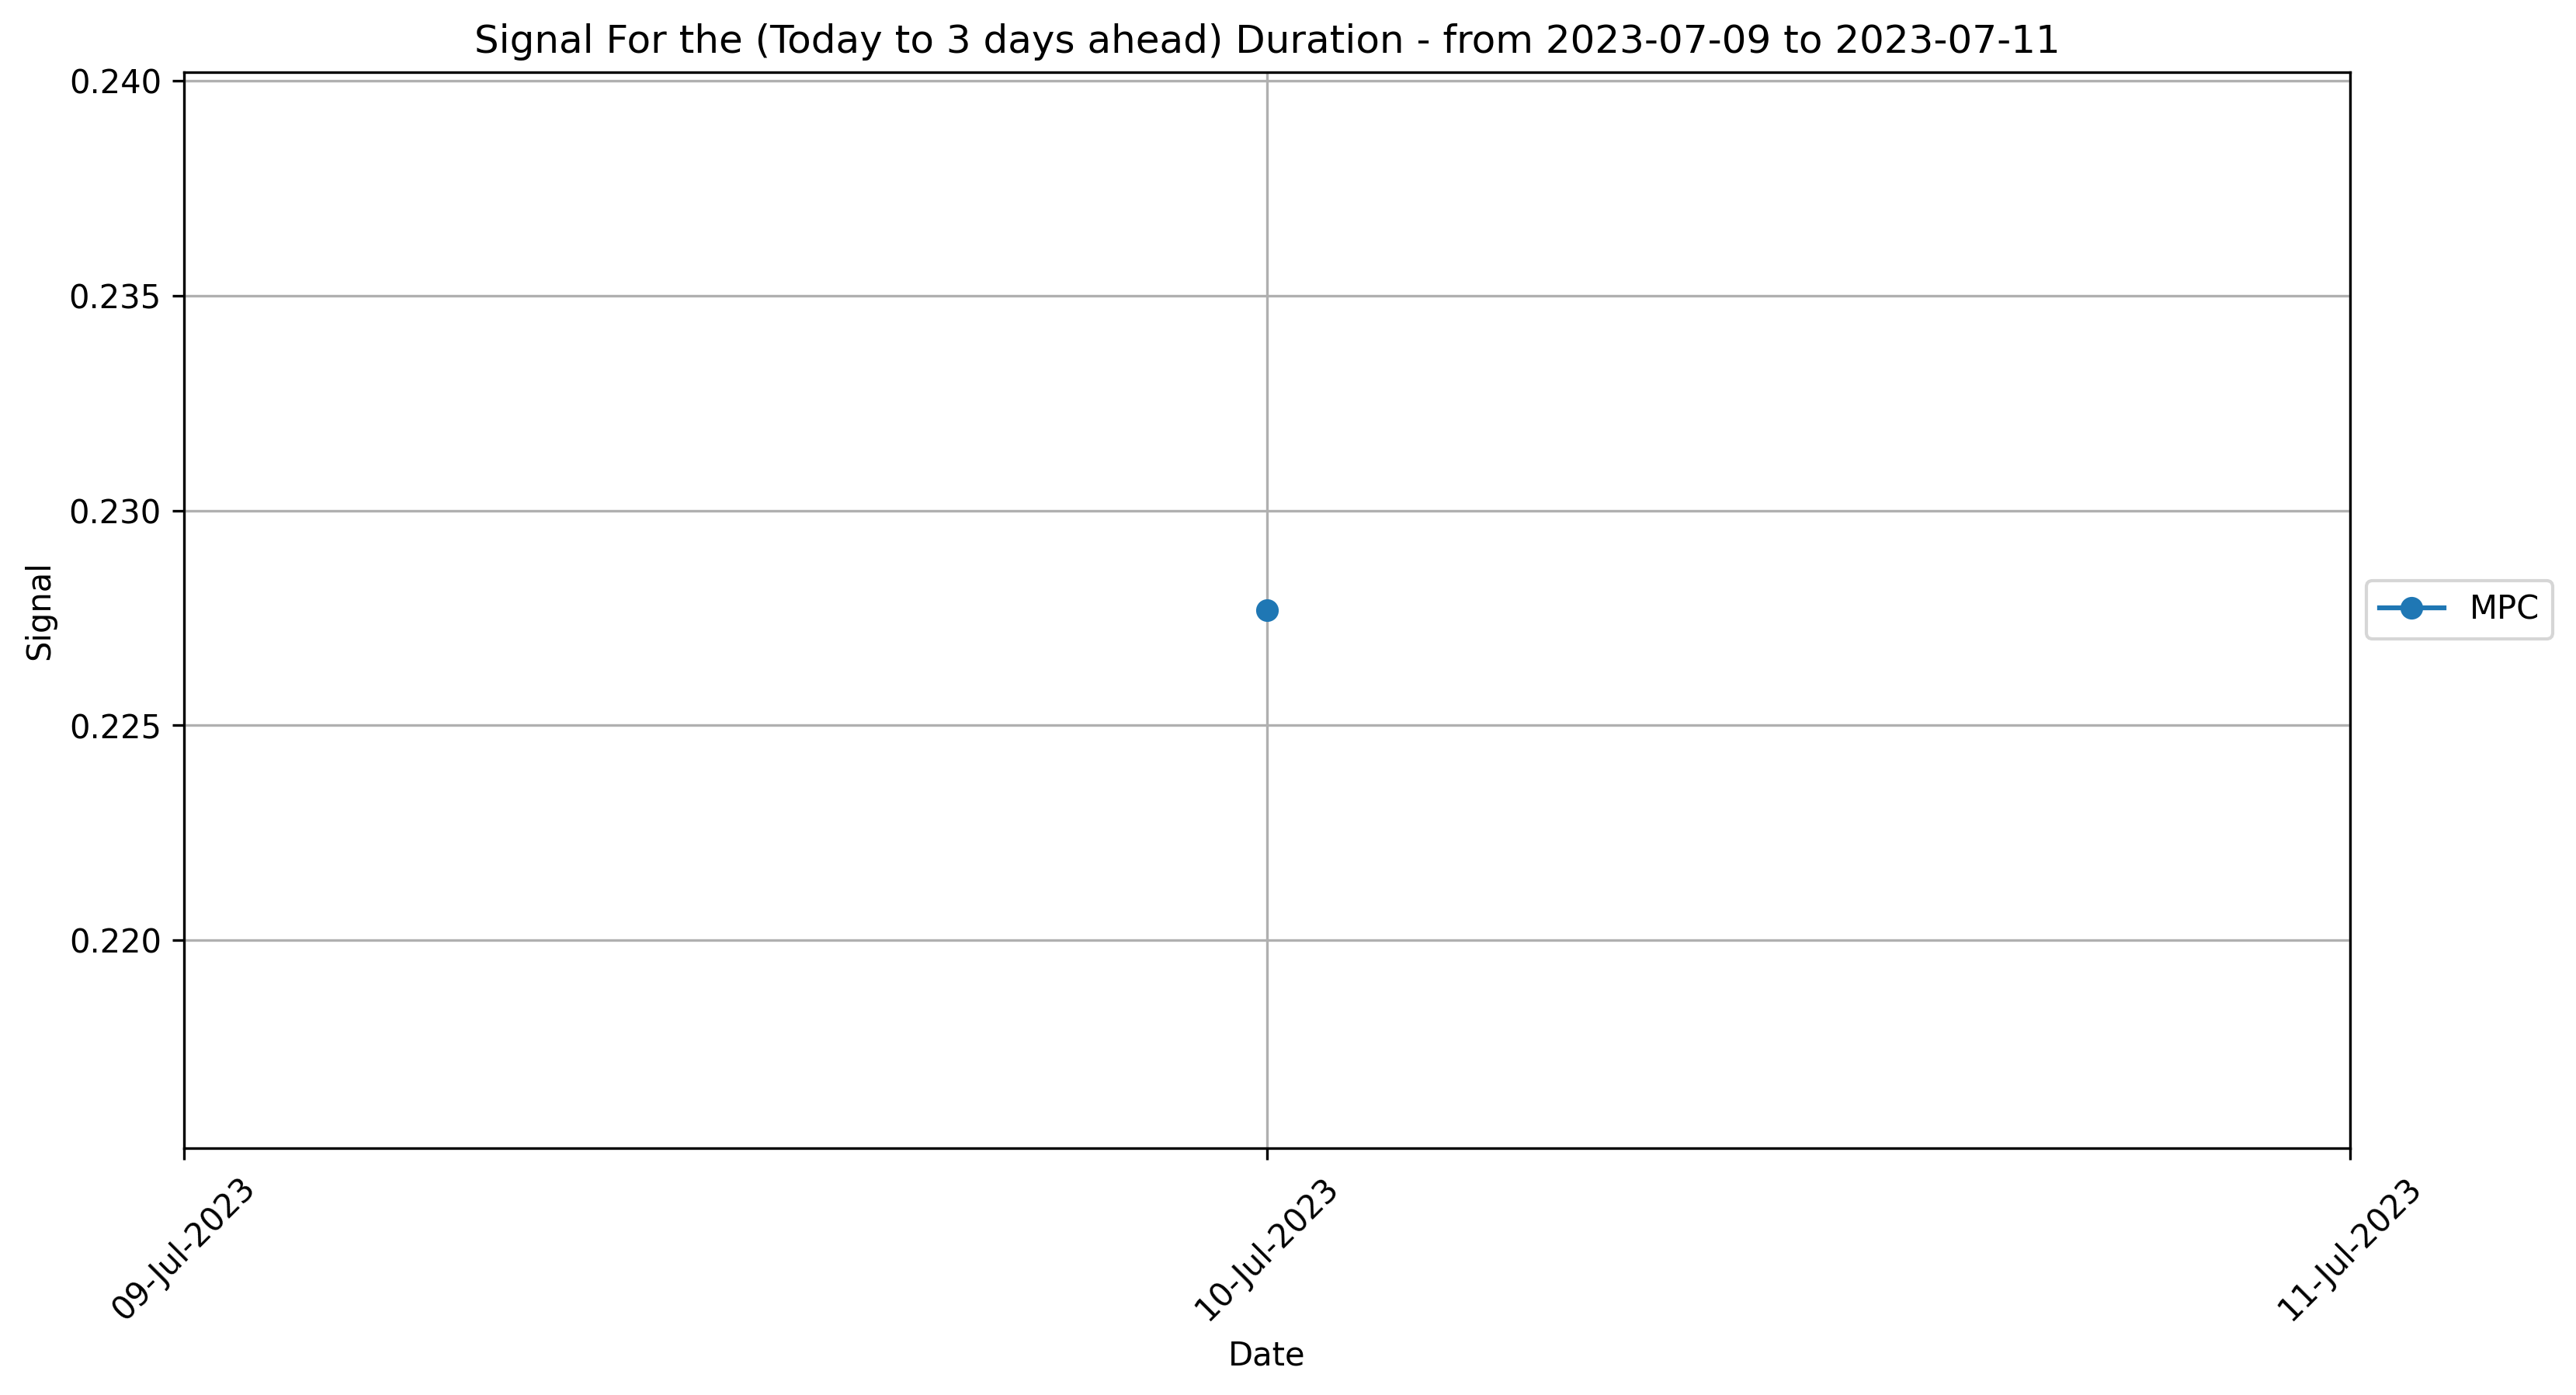 Signal For the (Today to 3 days ahead) Duration - from 2023-07-09 to 2023-07-11
0.240
0.235
0.230
0.225
0.220
Signal
MPC
09-Jul-2023
10-Jul-2023
11-Jul-2023
Date